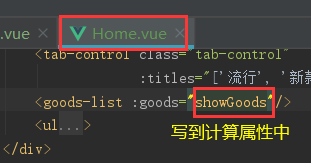 .vue
Home.vue
<tab-control class="tab-control"
:titles="['流行', '新款
<goods-list :goods="showGoods"/>
<ul...>
写到计算属性中
</div>